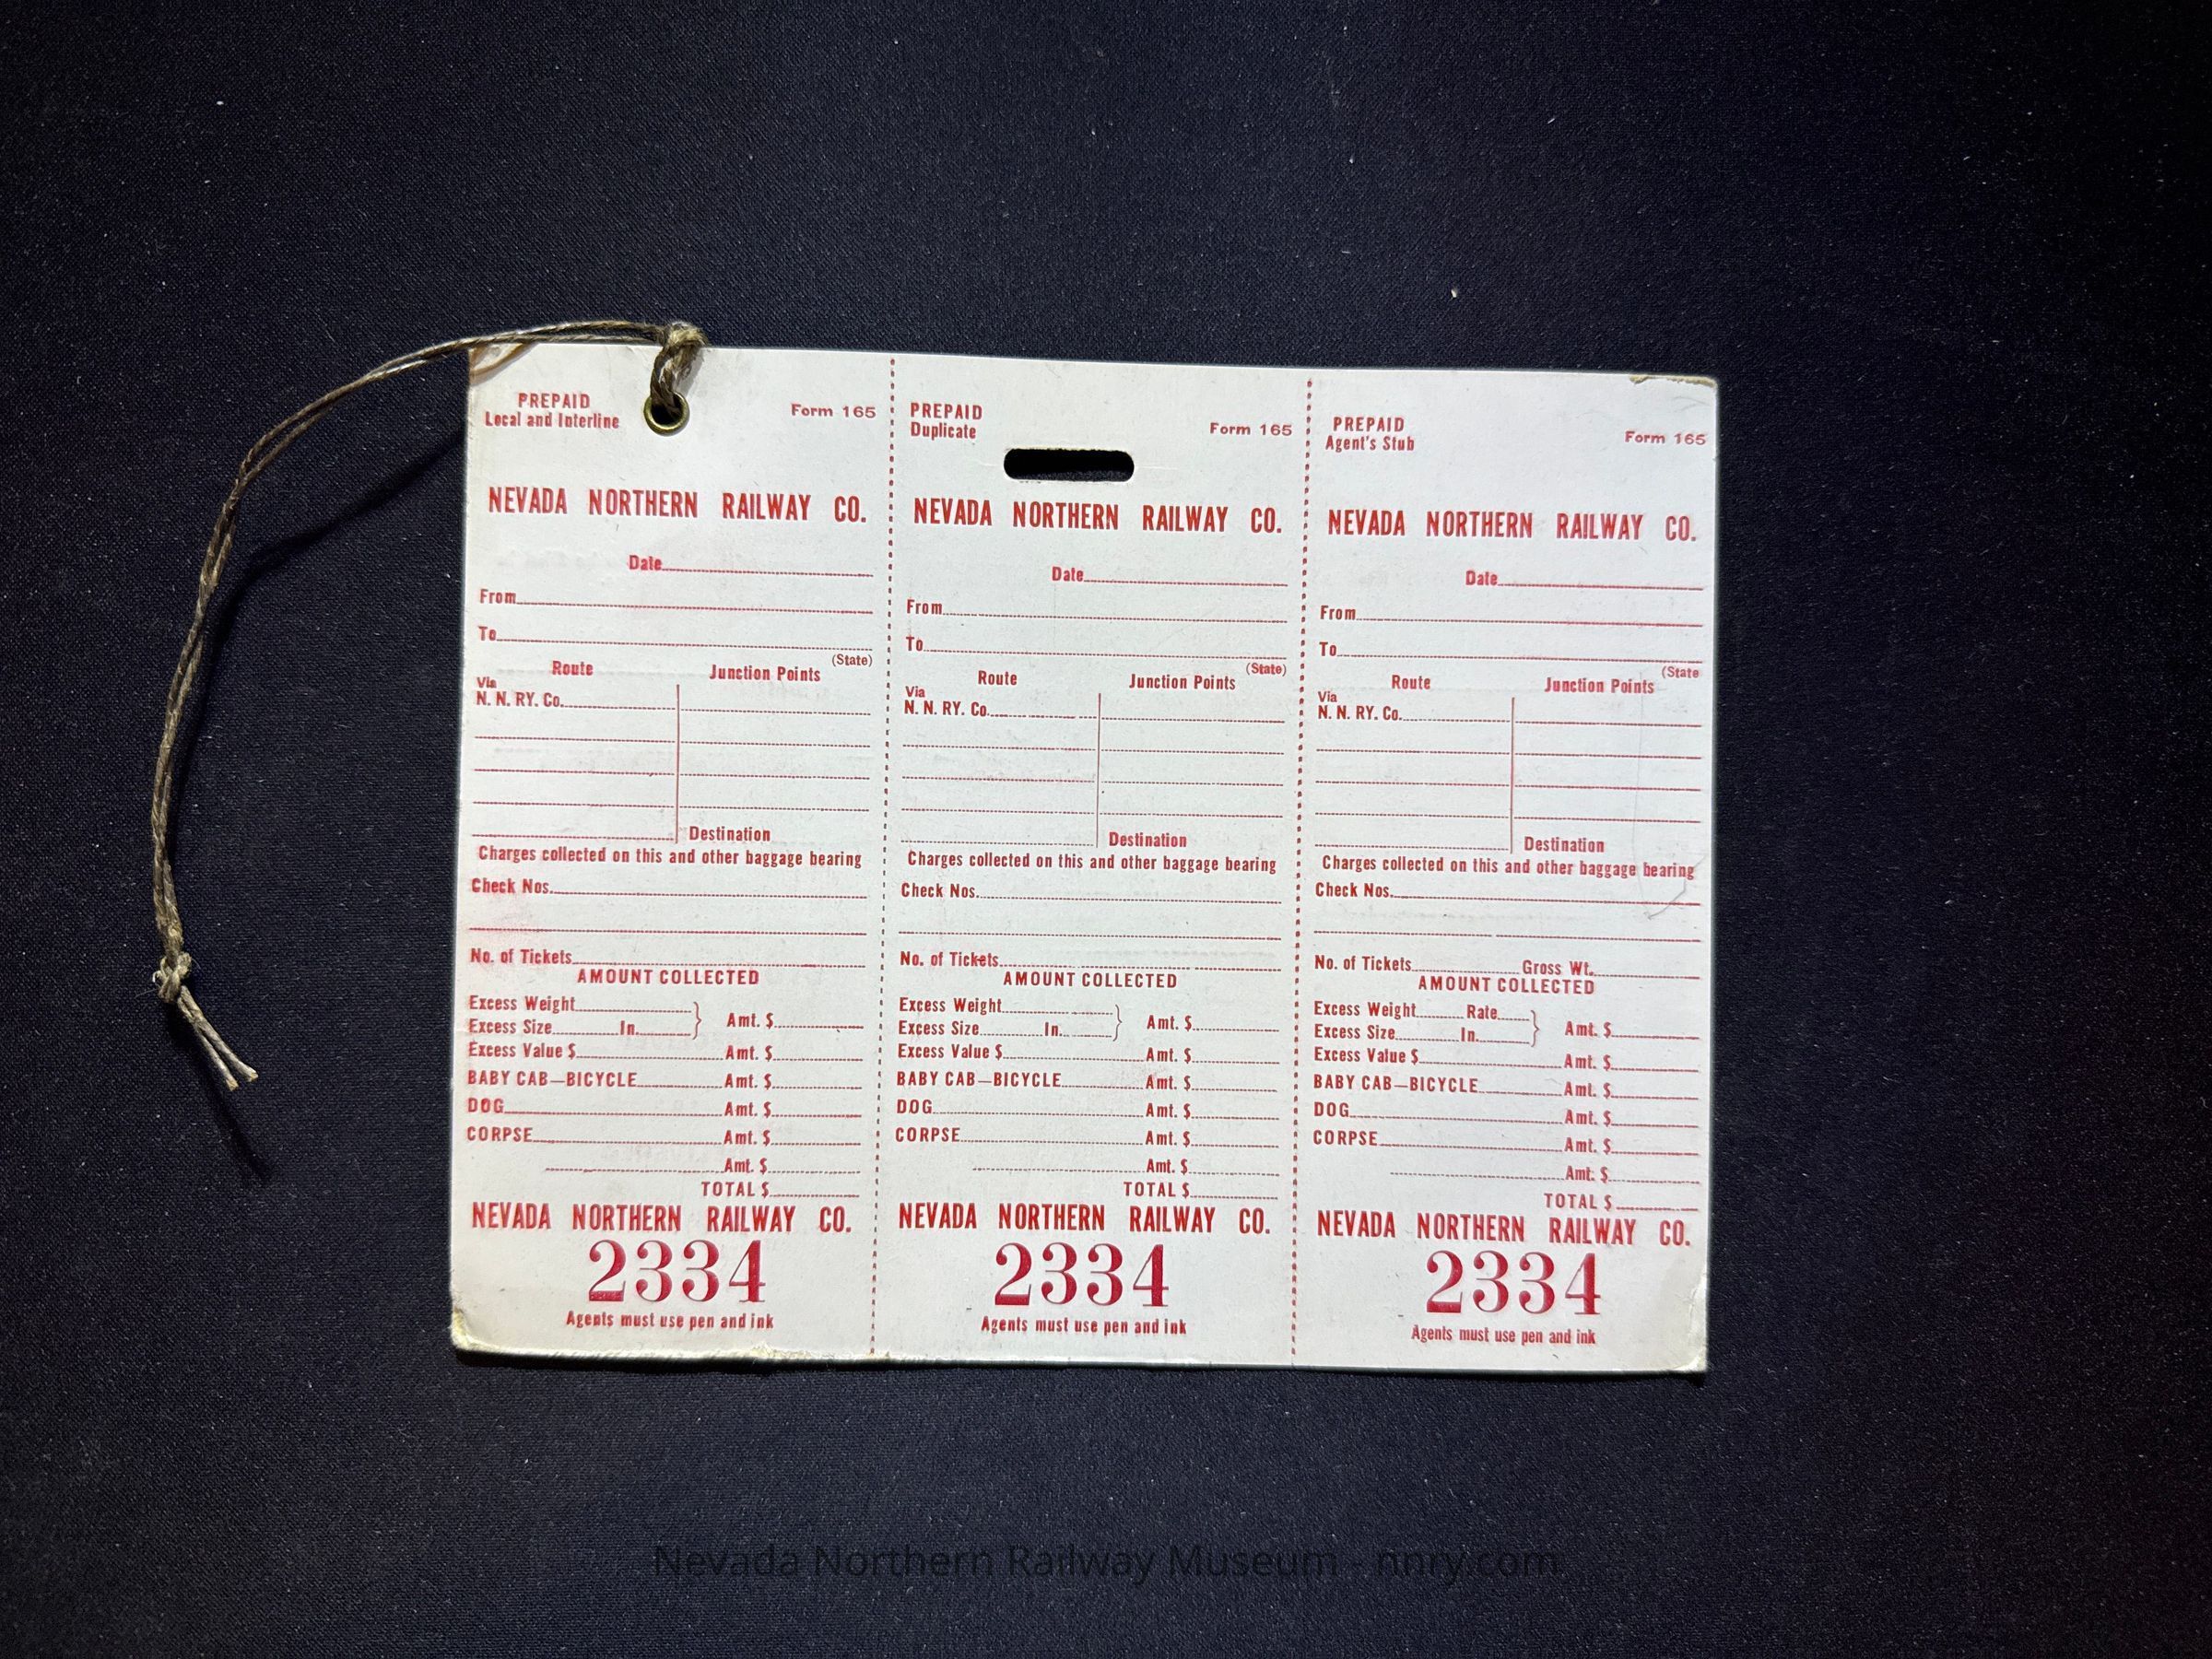 PREPAID
Local and Interline
Form 165
NEVADA NORTHERN RAILWAY CO.
Date
From
To
(State)
Route Junction Points
Via
N. N. RY. Co.
Destination
Charges collected on this and other baggage bearing
Check Nos.
No. of Tickets
AMOUNT COLLECTED
Excess Weight
Excess Size In. Amt. $
Excess Value $ Amt. $
BABY CAB—BICYCLE Amt. $
DOG Amt. $
CORPSE Amt. $
Amt. $
TOTAL $
NEVADA NORTHERN RAILWAY CO.
2334
Agents must use pen and ink
PREPAID
Duplicate
Form 165
NEVADA NORTHERN RAILWAY CO.
Date
From
To
(State)
Route Junction Points
Via
N. N. RY. Co.
Destination
Charges collected on this and other baggage bearing
Check Nos.
No. of Tickets
AMOUNT COLLECTED
Excess Weight
Excess Size In. Amt. $
Excess Value $ Amt. $
BABY CAB—BICYCLE Amt. $
DOG Amt. $
CORPSE Amt. $
Amt. $
TOTAL $
NEVADA NORTHERN RAILWAY CO.
2334
Agents must use pen and ink
PREPAID
Agent's Stub
Form 165
NEVADA NORTHERN RAILWAY CO.
Date
From
To
(State
Route Junction Points
Via
N. N. RY. Co.
Destination
Charges collected on this and other baggage bearing
Check Nos.
No. of Tickets Gross Wt.
AMOUNT COLLECTED
Excess Weight Rate
Excess Size In. Amt. $
Excess Value $ Amt. $
BABY CAB—BICYCLE Amt. $
DOG Amt. $
CORPSE Amt. $
Amt. $
TOTAL $
NEVADA NORTHERN RAILWAY CO.
2334
Agents must use pen and ink
Nevada Northern Railway Museum - nnry.com